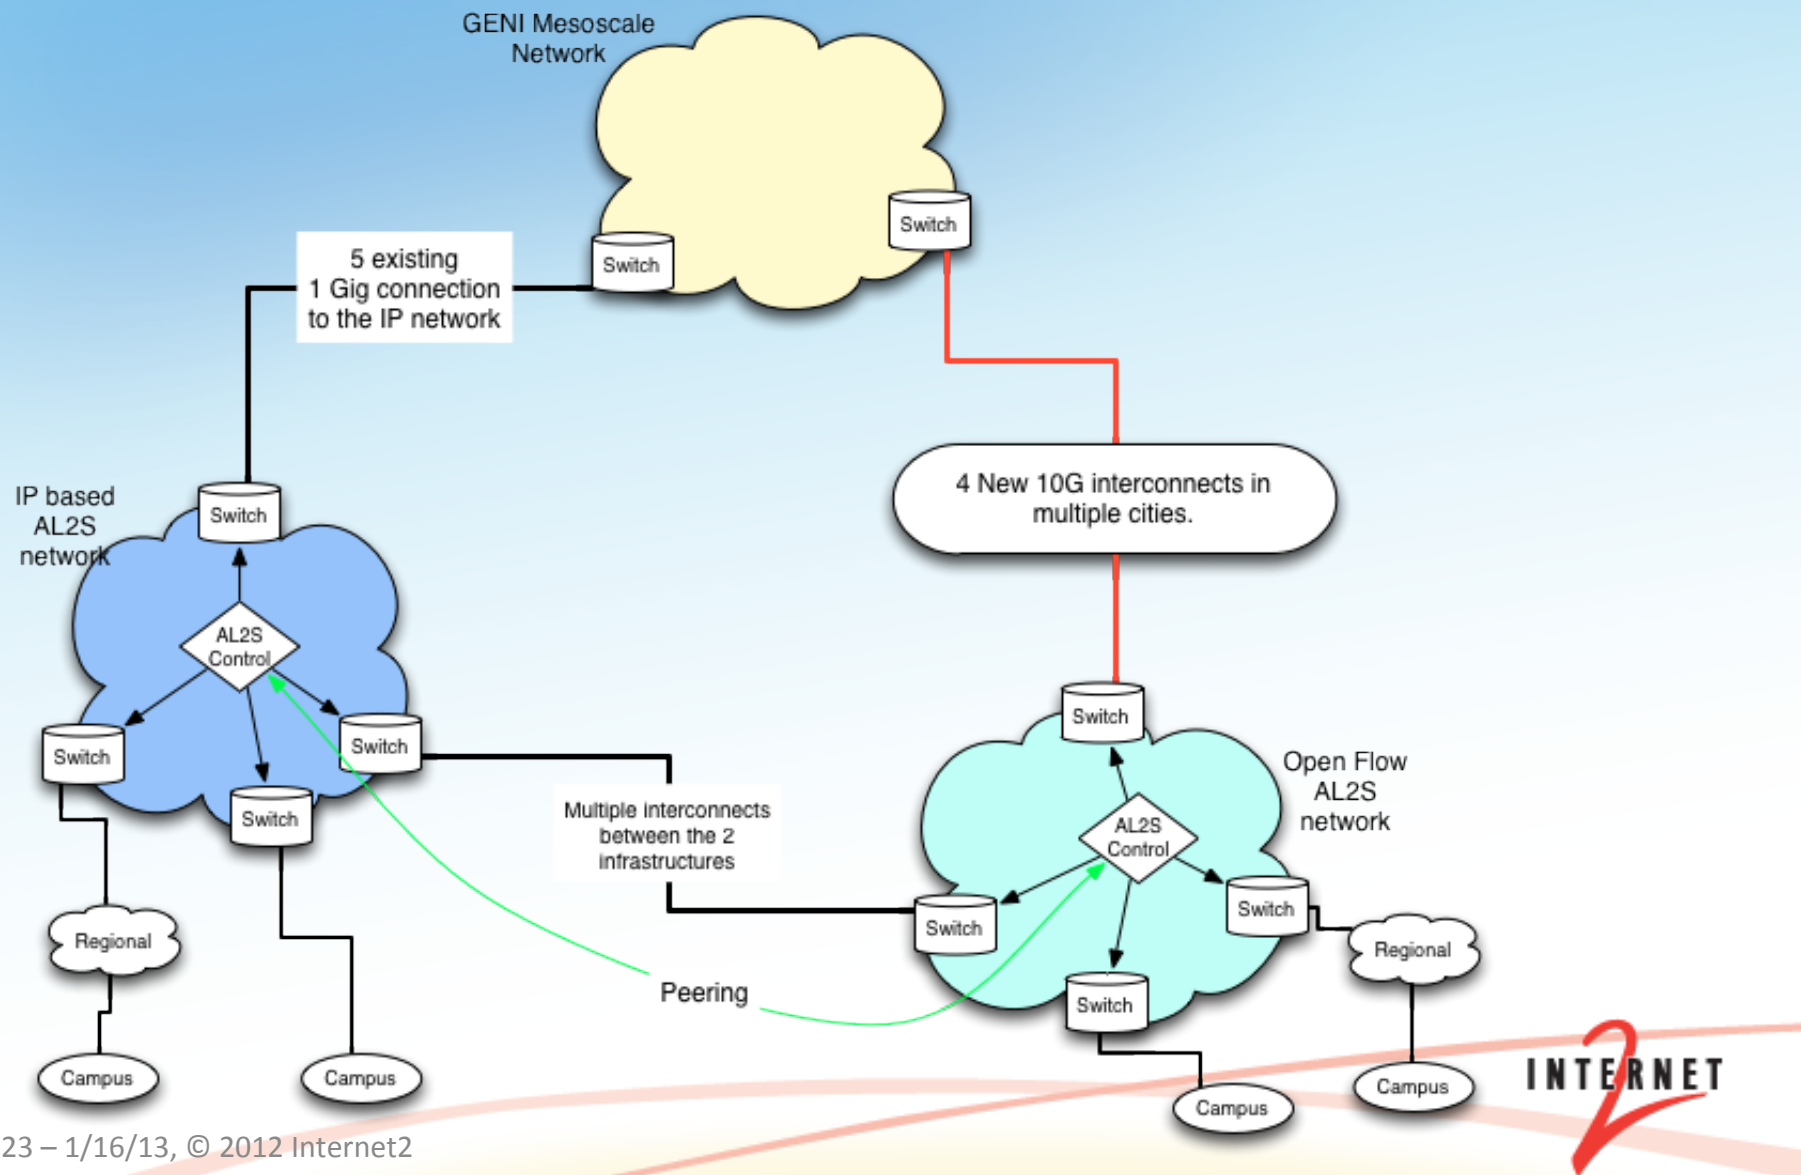 GENI Mesoscale
Network
Switch
Switch
5 existing
1 Gig connection
to the IP network
4 New 10G interconnects in
multiple cities.
IP based
AL2S
network
Switch
AL2S
Control
Switch
Switch
Switch
Multiple interconnects
between the 2
infrastructures
Peering
Regional
Campus
Campus
Switch
Open Flow
AL2S
network
AL2S
Control
Switch
Switch
Switch
Regional
Campus
Campus
INTERNET
2
23 – 1/16/13, © 2012 Internet2